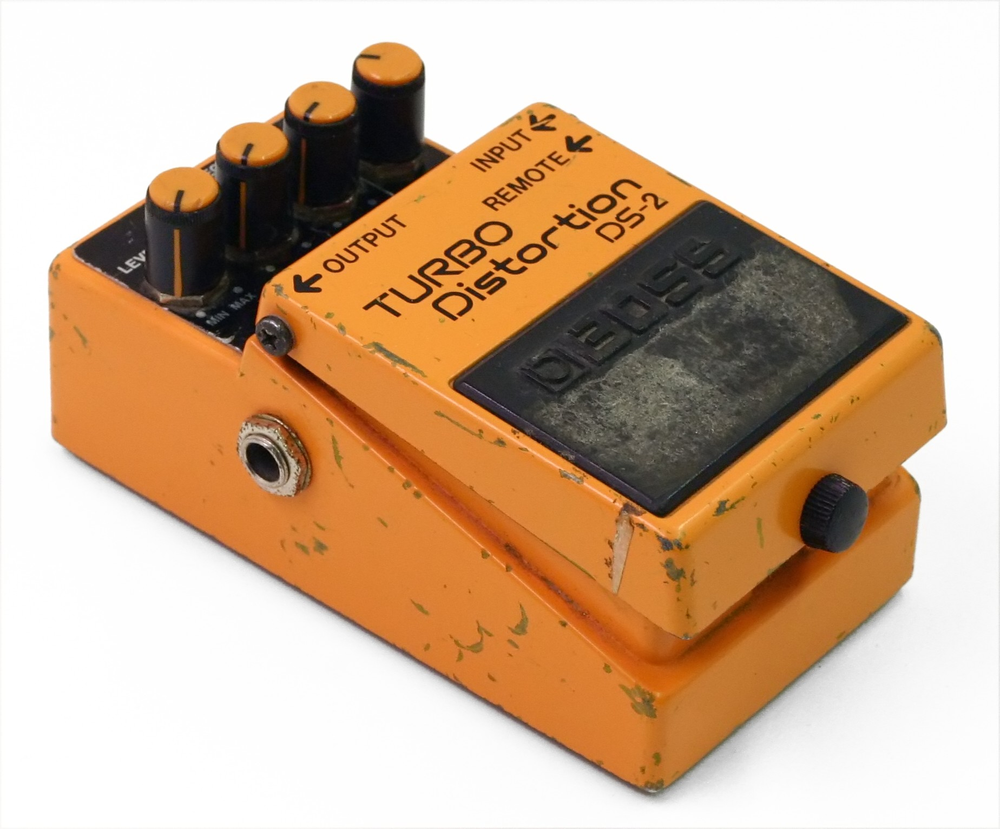 INPUT
REMOTE
OUTPUT
TURBO
Distortion
DS-2
BOSS
MIN MAX